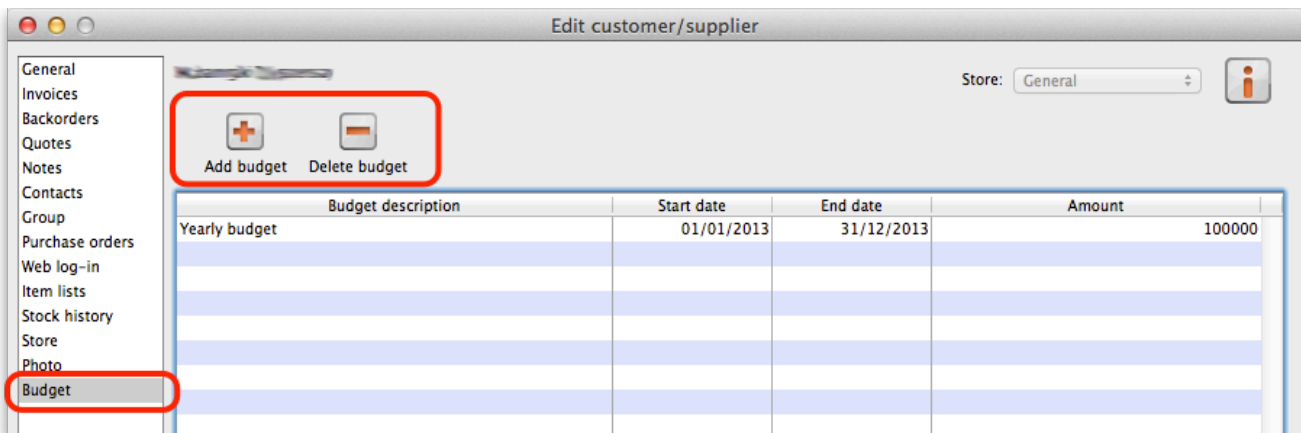 Edit customer/supplier
General
Invoices
Backorders
Quotes
Notes
Contacts
Group
Purchase orders
Web log-in
Item lists
Stock history
Store
Photo
Budget
Store: General
Add budget Delete budget
Budget description Start date End date Amount
Yearly budget 01/01/2013 31/12/2013 100000